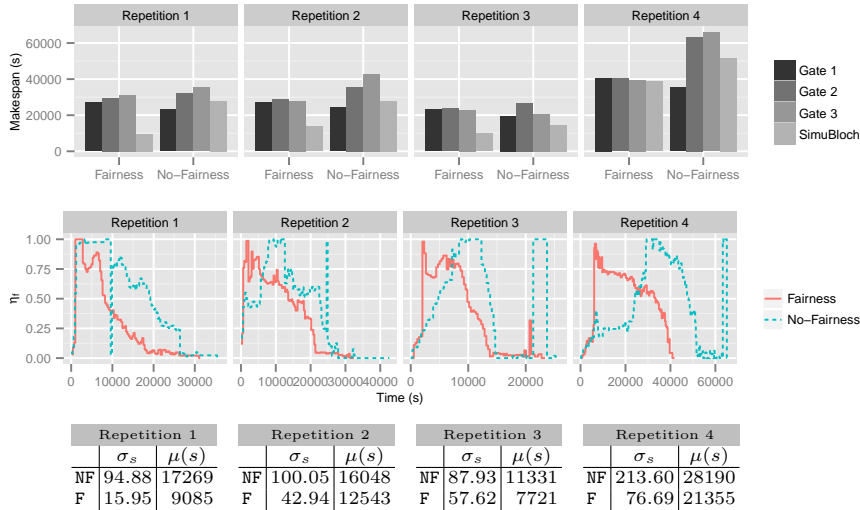 Repetition 1 Repetition 2 Repetition 3 Repetition 4
Makespan (s)
60000
40000
20000
0
Fairness No−Fairness Fairness No−Fairness Fairness No−Fairness Fairness No−Fairness
Gate 1
Gate 2
Gate 3
SimuBloch
Repetition 1 Repetition 2 Repetition 3 Repetition 4
ηff
1.00
0.75
0.50
0.25
0.00
0 10000 20000 30000 0 10000 20000 30000 40000 0 10000 20000 0 20000 40000 60000
Time (s)
Fairness
No−Fairness
Repetition 1 Repetition 2 Repetition 3 Repetition 4
σs μ(s) σs μ(s) σs μ(s) σs μ(s)
NF 94.88 17269 NF 100.05 16048 NF 87.93 11331 NF 213.60 28190
F 15.95 9085 F 42.94 12543 F 57.62 7721 F 76.69 21355